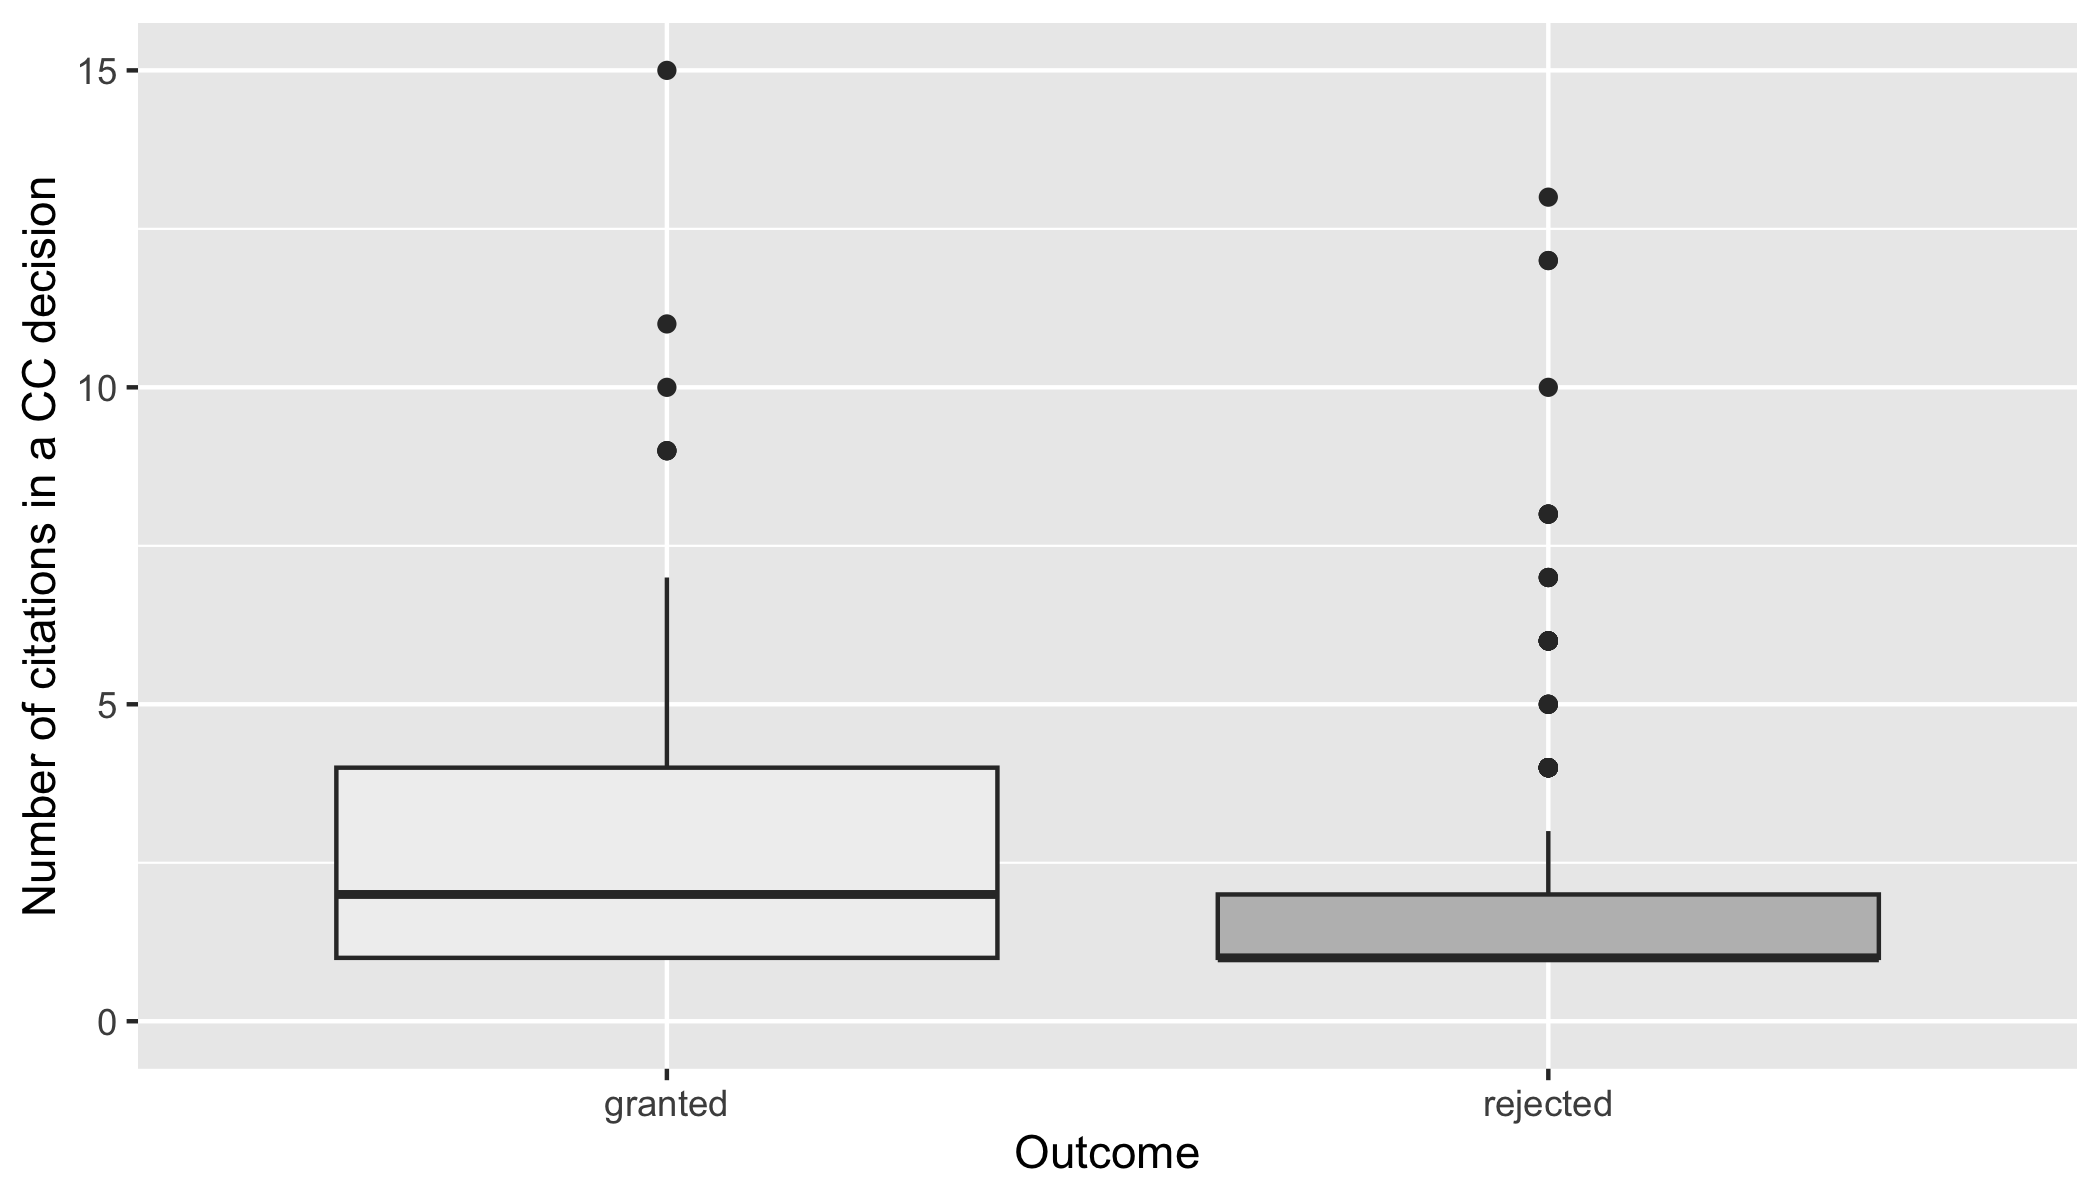 Number of citations in a CC decision
15
10
5
0
granted
rejected
Outcome